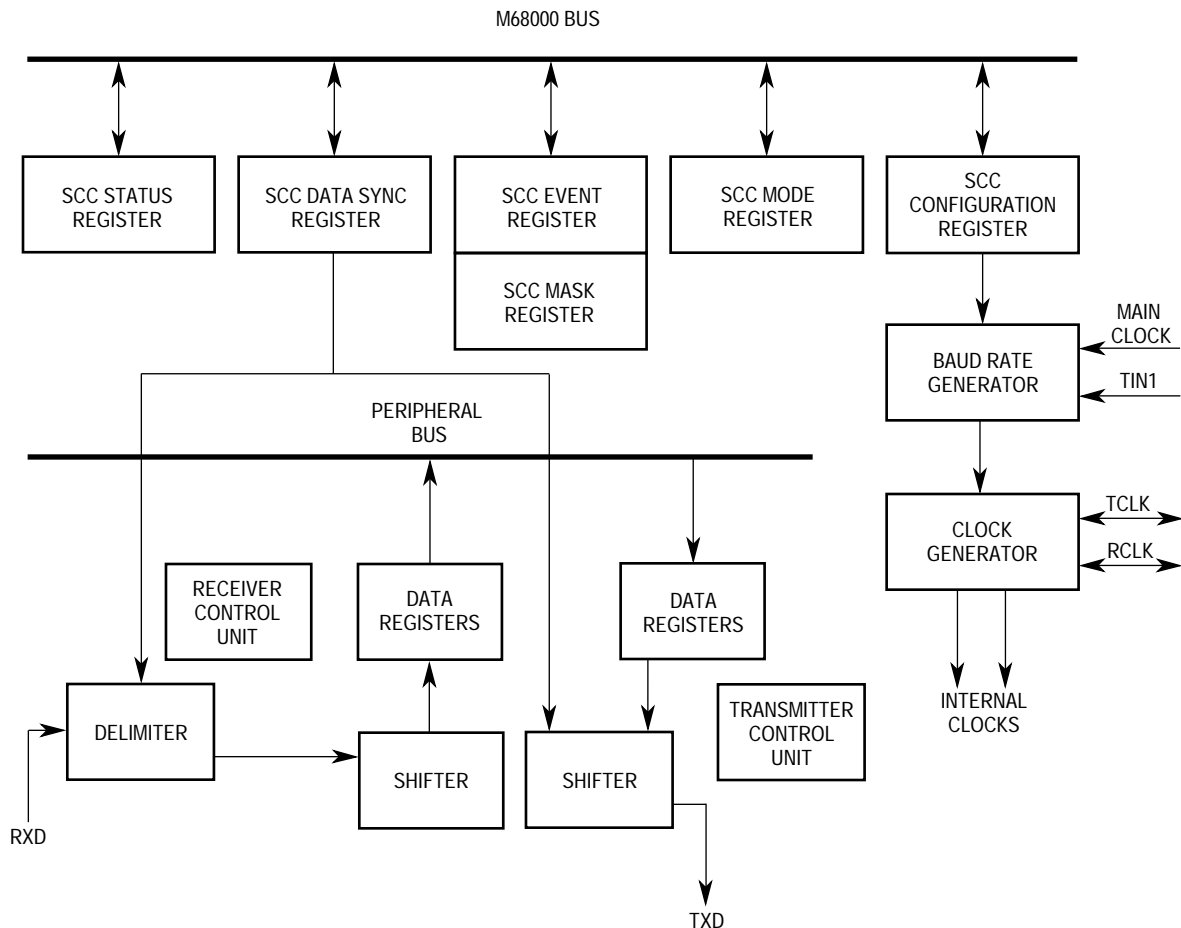 M68000 BUS
SCC STATUS
REGISTER
SCC DATA SYNC
REGISTER
SCC EVENT
REGISTER
SCC MASK
REGISTER
SCC MODE
REGISTER
SCC
CONFIGURATION
REGISTER
MAIN
CLOCK
TIN1
BAUD RATE
GENERATOR
PERIPHERAL
BUS
TCLK
RCLK
CLOCK
GENERATOR
RECEIVER
CONTROL
UNIT
DATA
REGISTERS
DATA
REGISTERS
INTERNAL
CLOCKS
DELIMITER
SHIFTER
SHIFTER
TRANSMITTER
CONTROL
UNIT
RXD
TXD